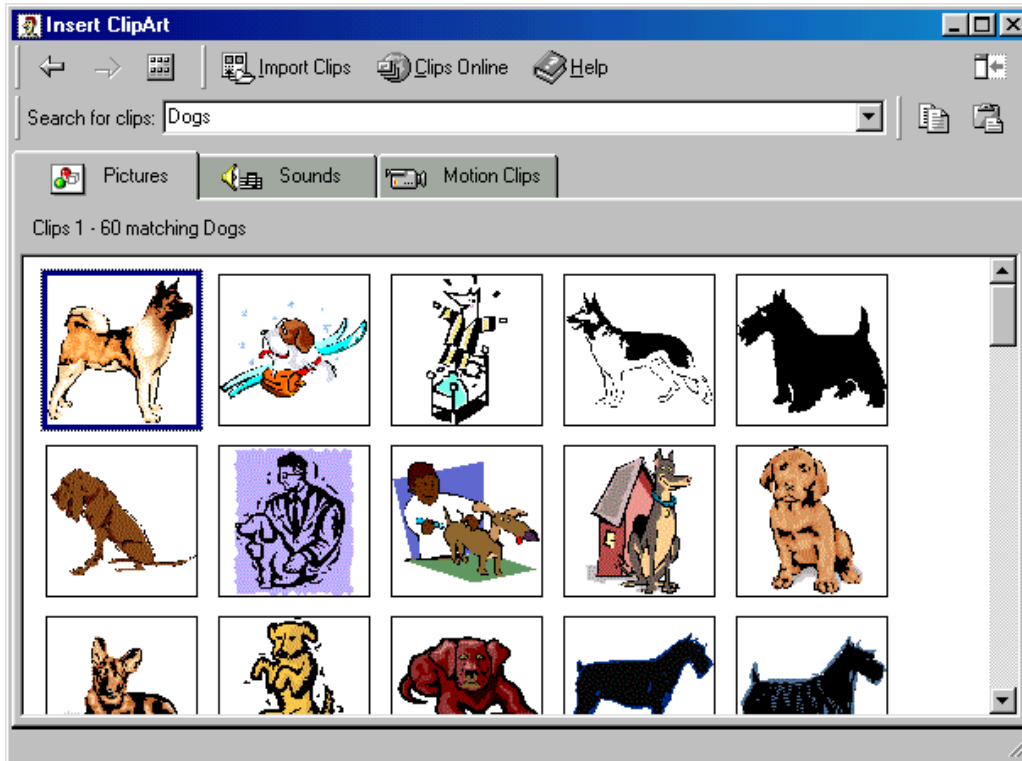 Insert ClipArt
Import Clips Clips Online Help
Search for clips: Dogs
Pictures Sounds Motion Clips
Clips 1 - 60 matching Dogs